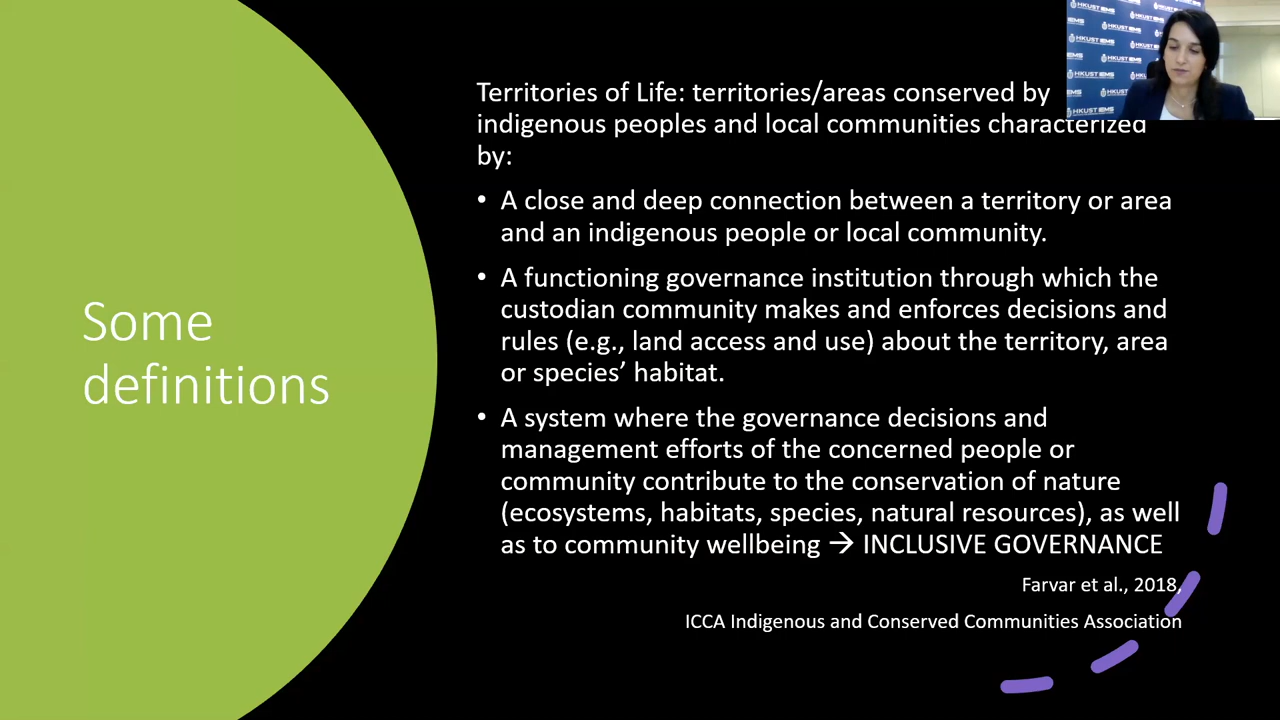 Some
definitions
Territories of Life: territories/areas conserved by
indigenous peoples and local communities characterized
by:
• A close and deep connection between a territory or area
and an indigenous people or local community.
• A functioning governance institution through which the
custodian community makes and enforces decisions and
rules (e.g., land access and use) about the territory, area
or species’ habitat.
• A system where the governance decisions and
management efforts of the concerned people or
community contribute to the conservation of nature
(ecosystems, habitats, species, natural resources), as well
as to community wellbeing → INCLUSIVE GOVERNANCE
Farvar et al., 2018,
ICCA Indigenous and Conserved Communities Association
HKUST IEMS